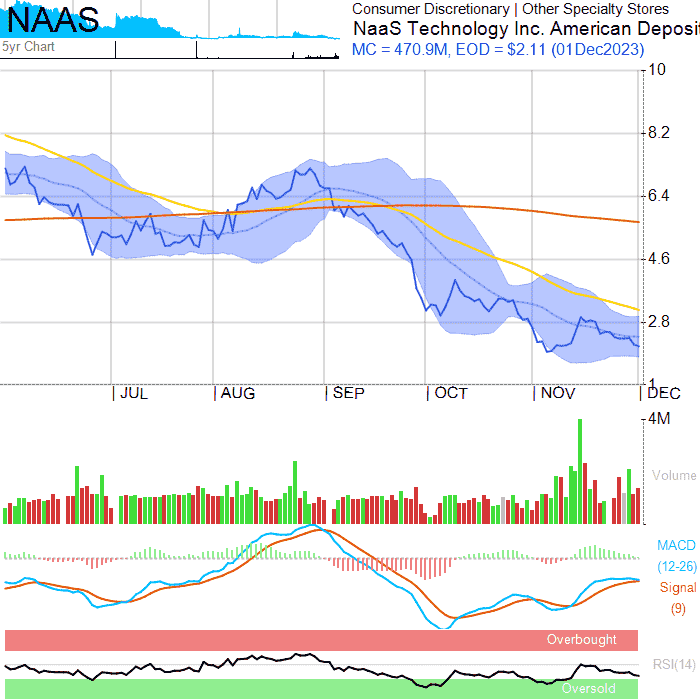 NAAS
5yr Chart
Consumer Discretionary | Other Specialty Stores
NaaS Technology Inc. American Deposi
MC = 470.9M, EOD = $2.11 (01Dec2023)
10
8.2
6.4
4.6
2.8
1
JUL
AUG
SEP
OCT
NOV
DEC
4M
Volume
MACD
(12-26)
Signal
(9)
Overbought
RSI(14)
Oversold